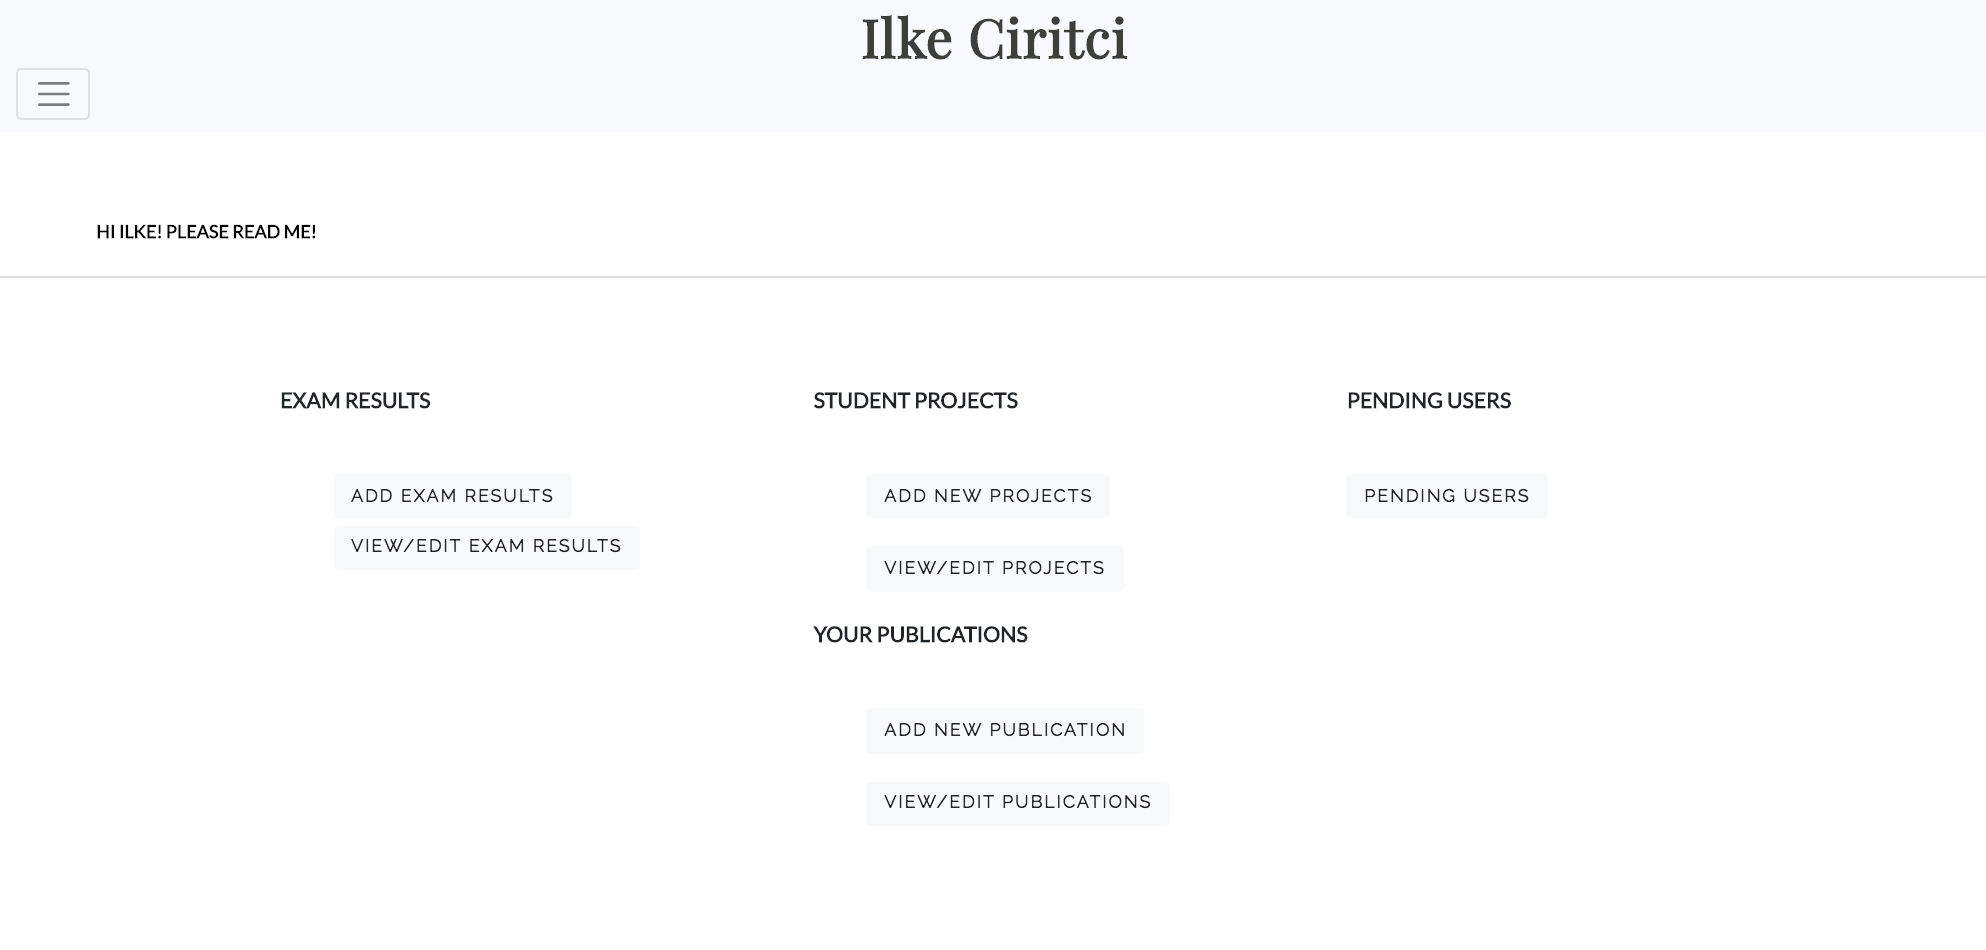 Ilke Ciritci
HI ILKE! PLEASE READ ME!
EXAM RESULTS
ADD EXAM RESULTS
VIEW/EDIT EXAM RESULTS
STUDENT PROJECTS
ADD NEW PROJECTS
VIEW/EDIT PROJECTS
YOUR PUBLICATIONS
ADD NEW PUBLICATION
VIEW/EDIT PUBLICATIONS
PENDING USERS
PENDING USERS